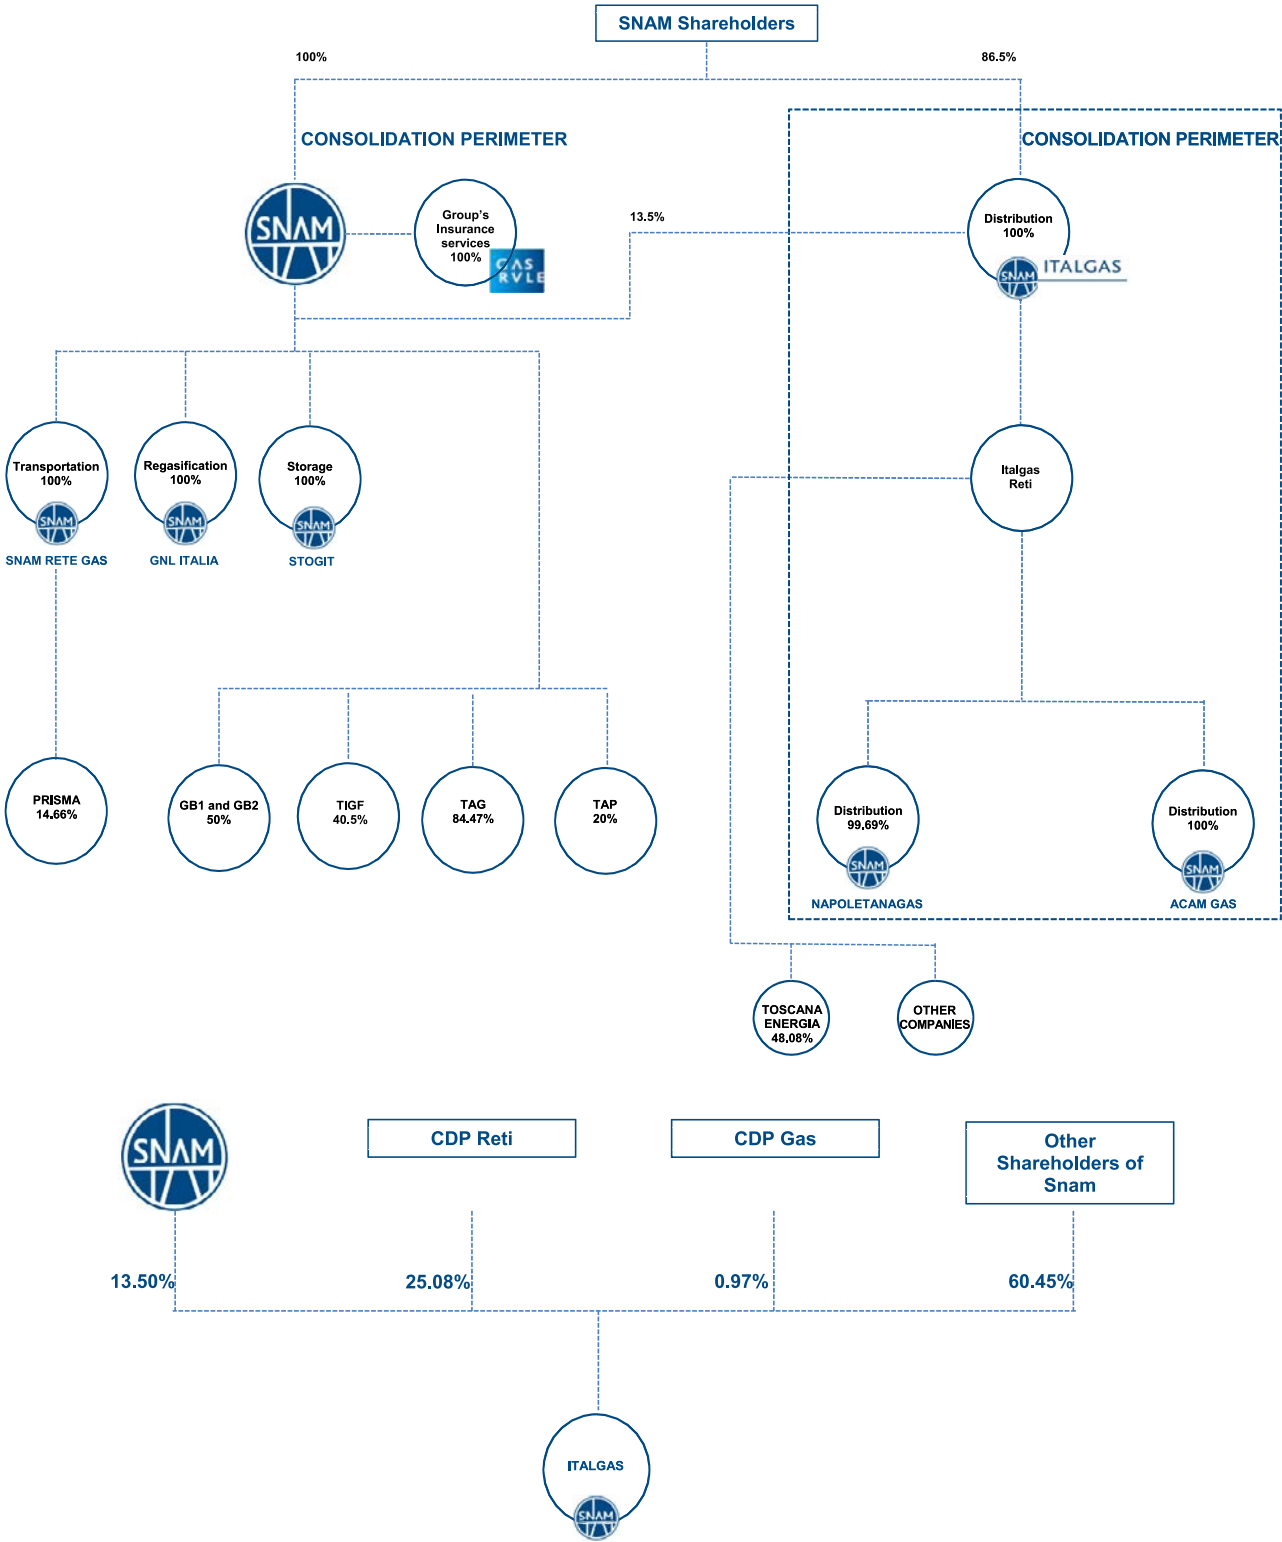 SNAM Shareholders
100%
86.5%
CONSOLIDATION PERIMETER
CONSOLIDATION PERIMETER
SNAM
Group's
Insurance
services
100%
GAS
RVLE
13.5%
Distribution
100%
SNAM
ITALGAS
Transportation
100%
SNAM
SNAM RETE GAS
Regasification
100%
SNAM
GNL ITALIA
Storage
100%
SNAM
STOGIT
Italgas
Reti
PRISMA
14.66%
GB1 and GB2
50%
TIGF
40.5%
TAG
84.47%
TAP
20%
Distribution
99.69%
SNAM
NAPOLETANAGAS
Distribution
100%
SNAM
ACAM GAS
TOSCANA
ENERGIA
48.08%
OTHER
COMPANIES
SNAM
CDP Reti
CDP Gas
Other
Shareholders of
Snam
13.50%
25.08%
0.97%
60.45%
ITALGAS
SNAM